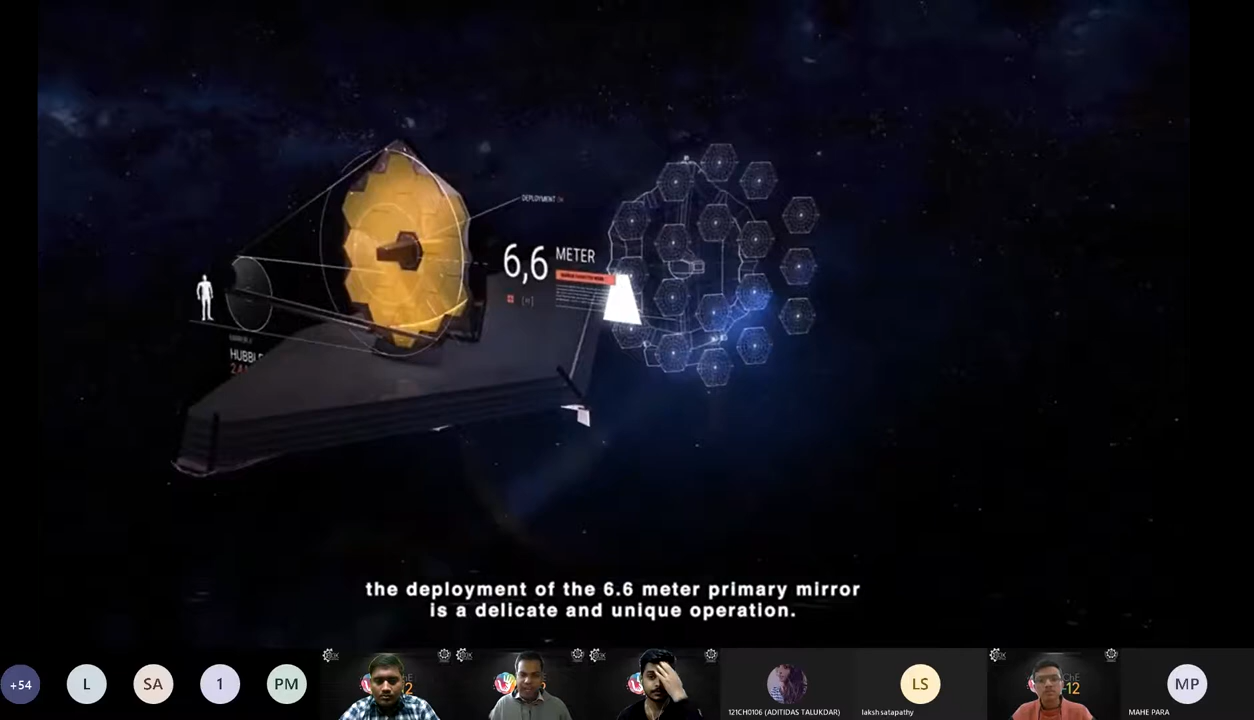 DEPLOYMENT
6,6 METER
HUBBLE
the deployment of the 6.6 meter primary mirror
is a delicate and unique operation.
+54
L
SA
1
PM
LS
MP
121CH0106 (ADITIDAS TALUKDAR)
laksh satapathy
MAHE PARA